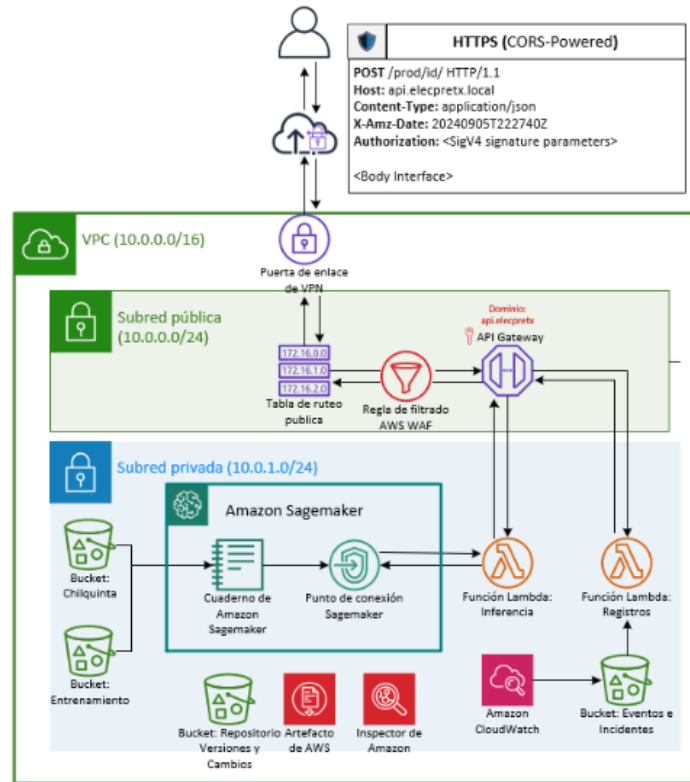 HTTPS (CORS-Powered)
POST /prod/id/ HTTP/1.1
Host: api.elecpretx.local
Content-Type: application/json
X-Amz-Date: 20240905T222740Z
Authorization: <SigV4 signature parameters>
<Body Interface>
VPC (10.0.0.0/16)
Puerta de enlace
de VPN
Subred pública
(10.0.0.0/24)
172.16.0.0
172.16.1.0
172.16.2.0
Tabla de ruteo
publica
Regla de filtrado
AWS WAF
Dominio:
api.elecpretx
API Gateway
Subred privada (10.0.1.0/24)
Amazon Sagemaker
Bucket:
Chilquinta
Cuaderno de
Amazon
Sagemaker
Punto de conexión
Sagemaker
Función Lambda:
Inferencia
Función Lambda:
Registros
Bucket:
Entrenamiento
Bucket: Repositorio
Versiones y
Cambios
Artefacto
de AWS
Inspector de
Amazon
Amazon
CloudWatch
Bucket: Eventos e
Incidentes